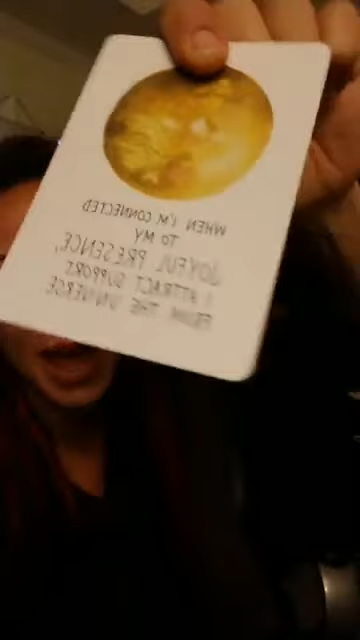 WHEN I'M CONNECTED
TO MY
JOYFUL PRESENCE,
I ATTRACT SUPPORT
FROM THE UNIVERSE